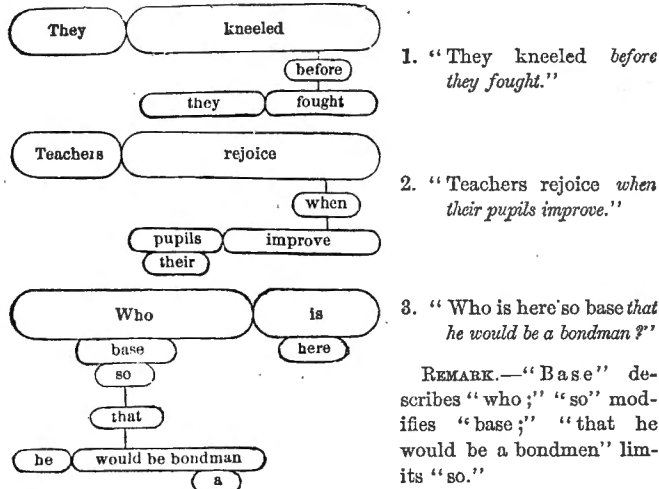 They kneeled
before
they fought
1. "They kneeled before
they fought."
Teachers rejoice
when
pupils improve
their
2. "Teachers rejoice when
their pupils improve."
Who is
base here
so
that
he would be bondman
a
3. "Who is here so base that
he would be a bondman?"
REMARK.—"Base" de-
scribes "who;" "so" mod-
ifies "base;" "that he
would be a bondmen" lim-
its "so."